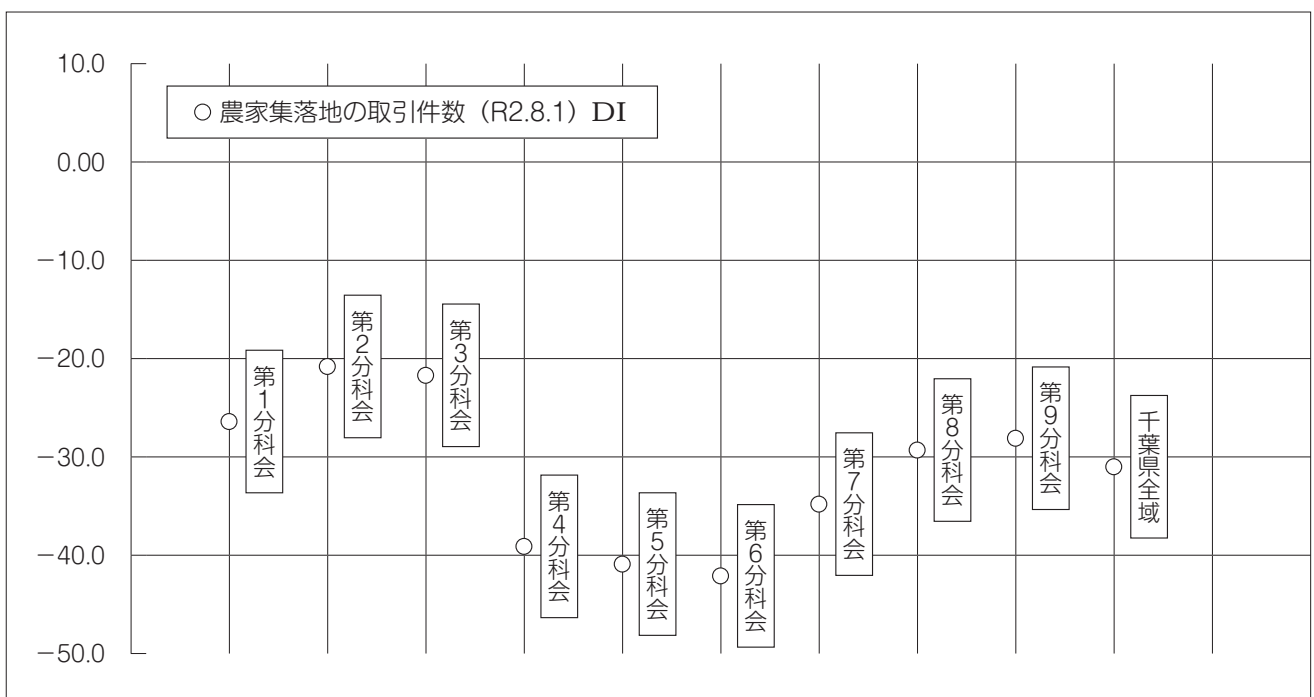 10.0
○ 農家集落地の取引件数（R2.8.1）DI
0.00
－10.0
－20.0
－30.0
－40.0
－50.0
第1分科会
第2分科会
第3分科会
第4分科会
第5分科会
第6分科会
第7分科会
第8分科会
第9分科会
千葉県全域